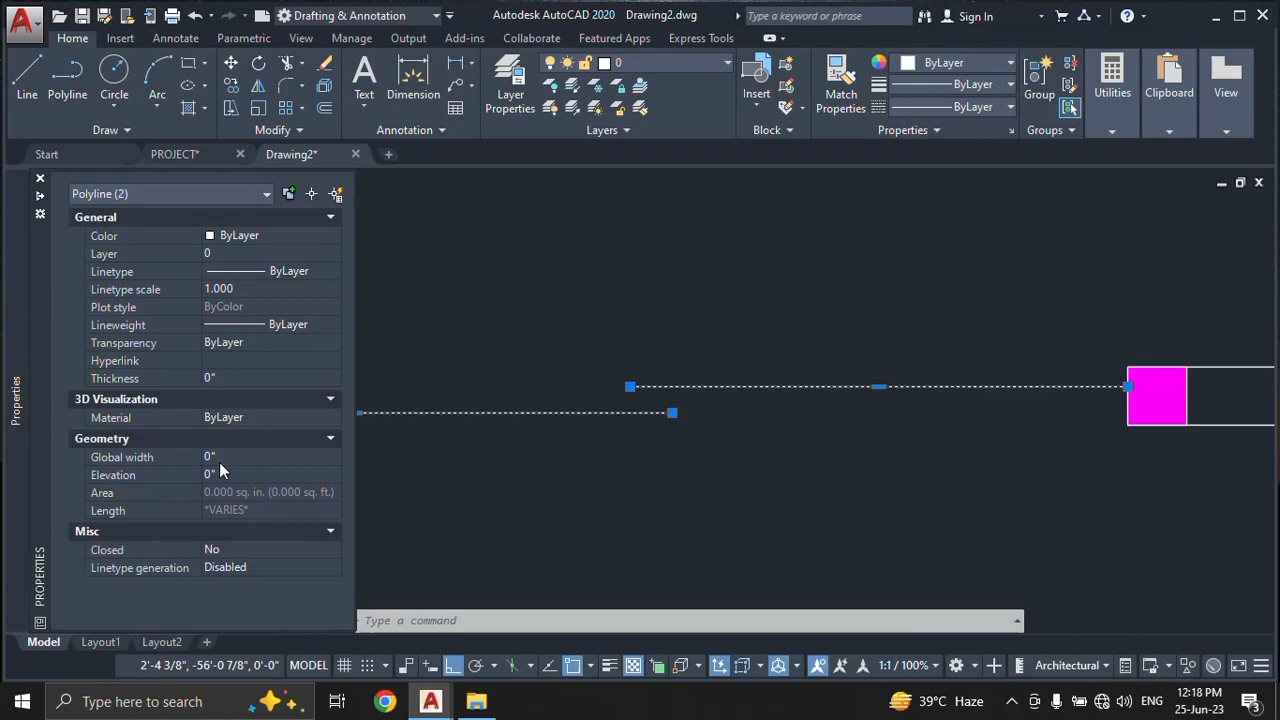 Drafting & Annotation
Autodesk AutoCAD 2020 Drawing2.dwg
Type a keyword or phrase
Sign In
Home Insert Annotate Parametric View Manage Output Add-ins Collaborate Featured Apps Express Tools
Line Polyline Circle Arc
Draw
Modify
Text Dimension
Annotation
Layer Properties
0
Layers
Insert
Block
Match Properties
ByLayer
ByLayer
ByLayer
Properties
Group
Groups
Utilities
Clipboard
View
Start PROJECT* Drawing2*
Polyline (2)
General
Color ByLayer
Layer 0
Linetype ByLayer
Linetype scale 1.000
Plot style ByColor
Lineweight ByLayer
Transparency ByLayer
Hyperlink
Thickness 0"
3D Visualization
Material ByLayer
Geometry
Global width 0"
Elevation 0"
Area 0.000 sq. in. (0.000 sq. ft.)
Length *VARIES*
Misc
Closed No
Linetype generation Disabled
Properties
PROPERTIES
Type a command
Model Layout1 Layout2
2'-4 3/8", -56'-0 7/8", 0'-0" MODEL
1:1 / 100%
Architectural
Type here to search
39°C Haze
ENG
12:18 PM
25-Jun-23
3